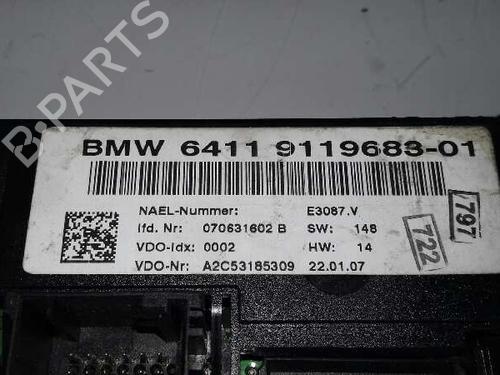 BMW 6411 9119683-01
NAEL-Nummer: E3087.V
lfd. Nr: 070631602 B SW: 148
VDO-Idx: 0002 HW: 14
VDO-Nr: A2C53185309 22.01.07
797
722
B-PARTS